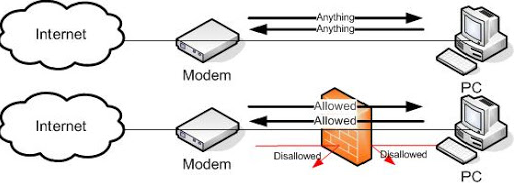 Internet
Anything
Anything
Modem
PC
Internet
Allowed
Allowed
Disallowed
Disallowed
Modem
PC